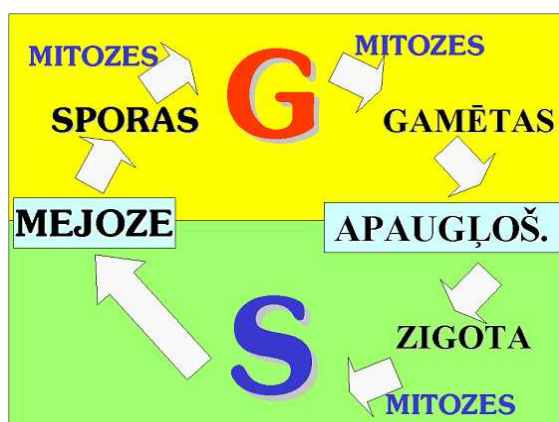 MITOZES
MITOZES
G
SPORAS
GAMĒTAS
MEJOZE
APAUGĻOŠ.
S
ZIGOTA
MITOZES